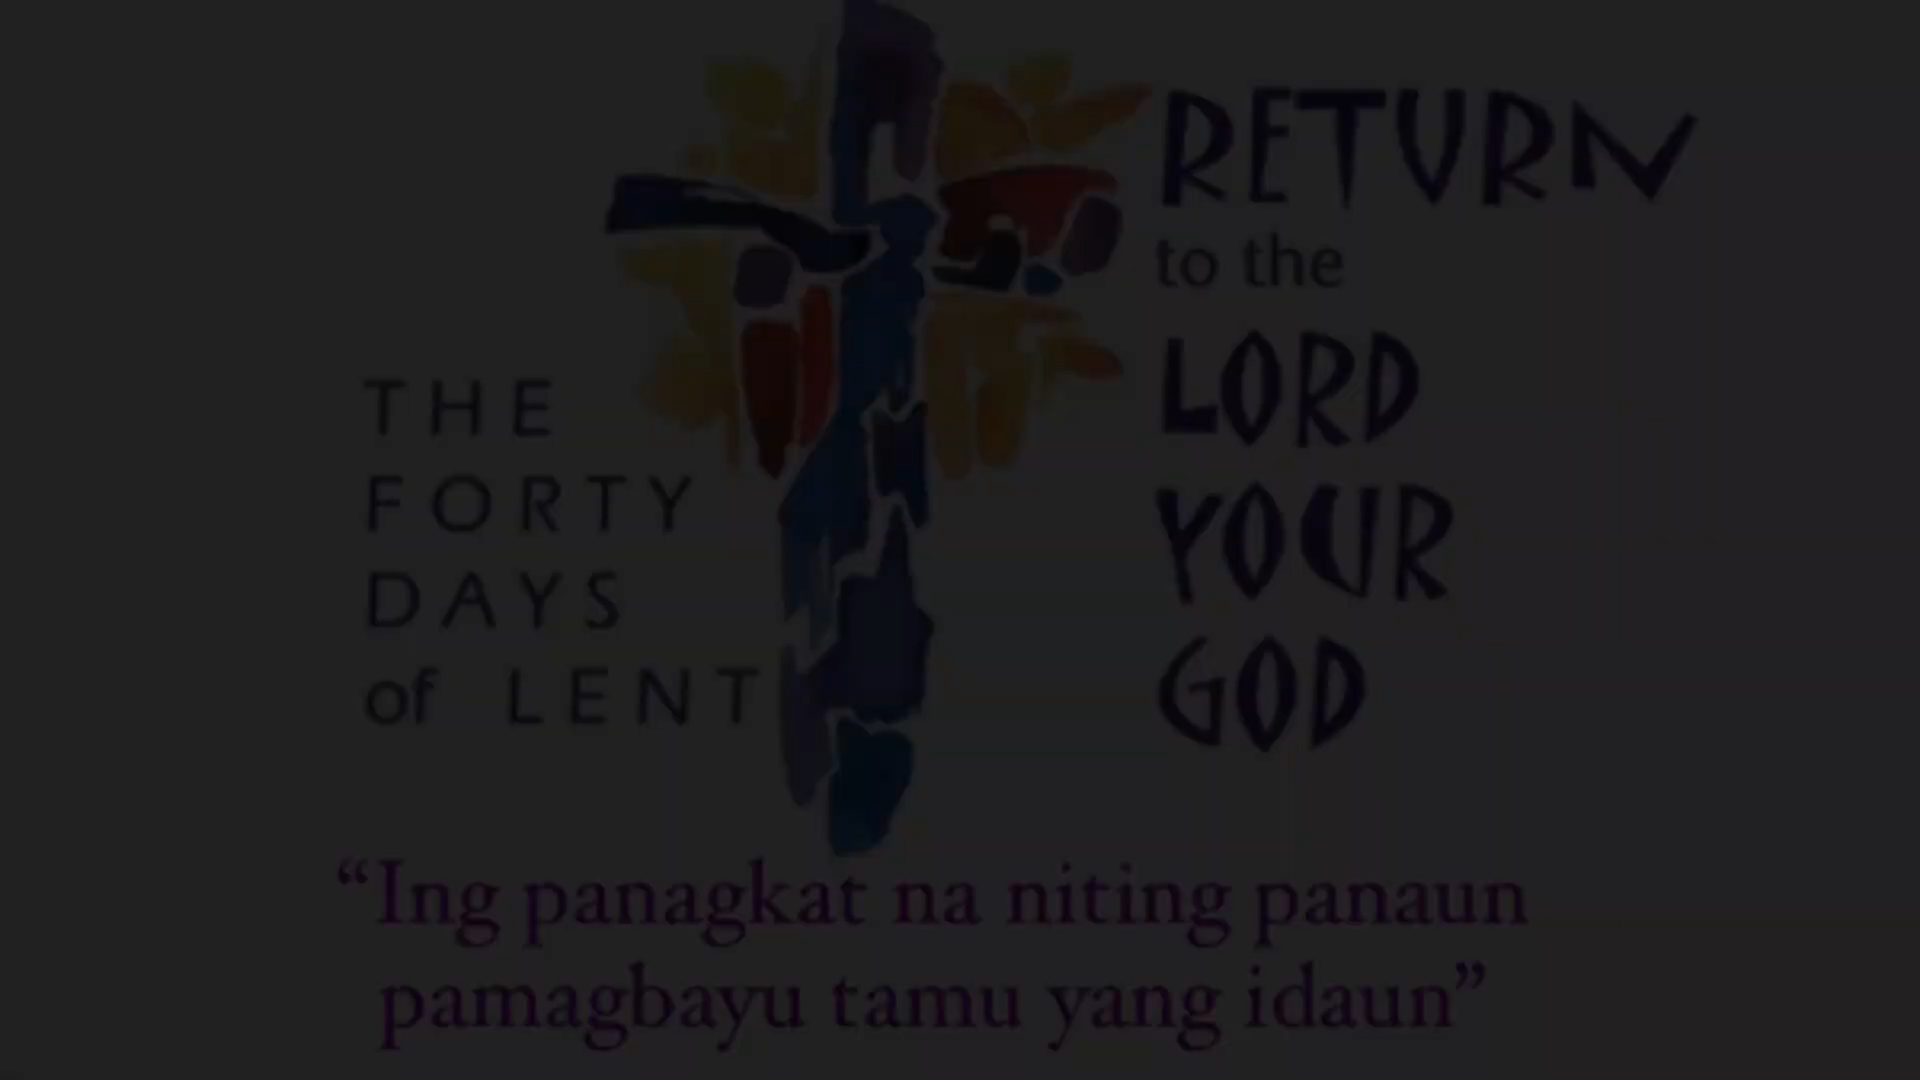 THE
FORTY
DAYS
of LENT
RETURN
to the
LORD
YOUR
GOD
“Ing panagkat na niting panaun
pamagbayu tamu yang idaun”